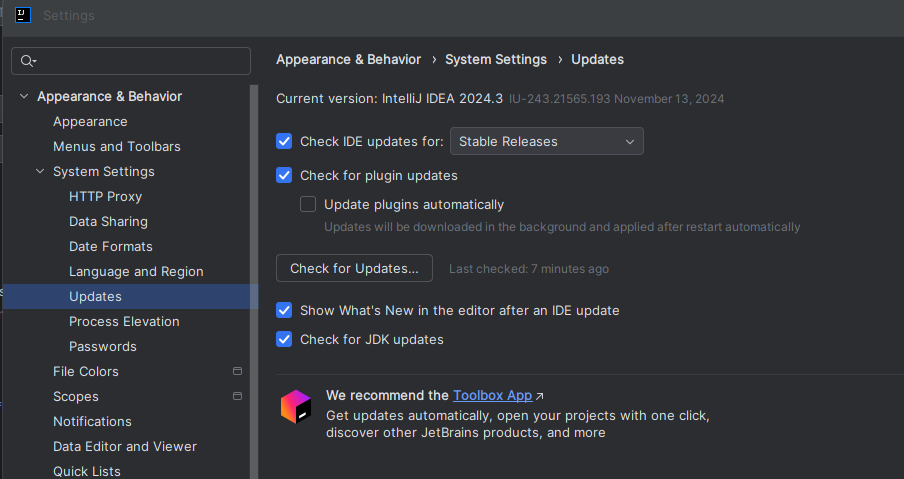 IJ
Settings
Appearance & Behavior
Appearance
Menus and Toolbars
System Settings
HTTP Proxy
Data Sharing
Date Formats
Language and Region
Updates
Process Elevation
Passwords
File Colors
Scopes
Notifications
Data Editor and Viewer
Quick Lists
Appearance & Behavior › System Settings › Updates
Current version: IntelliJ IDEA 2024.3 IU-243.21565.193 November 13, 2024
Check IDE updates for: Stable Releases
Check for plugin updates
Update plugins automatically
Updates will be downloaded in the background and applied after restart automatically
Check for Updates... Last checked: 7 minutes ago
Show What's New in the editor after an IDE update
Check for JDK updates
We recommend the Toolbox App ↗
Get updates automatically, open your projects with one click,
discover other JetBrains products, and more